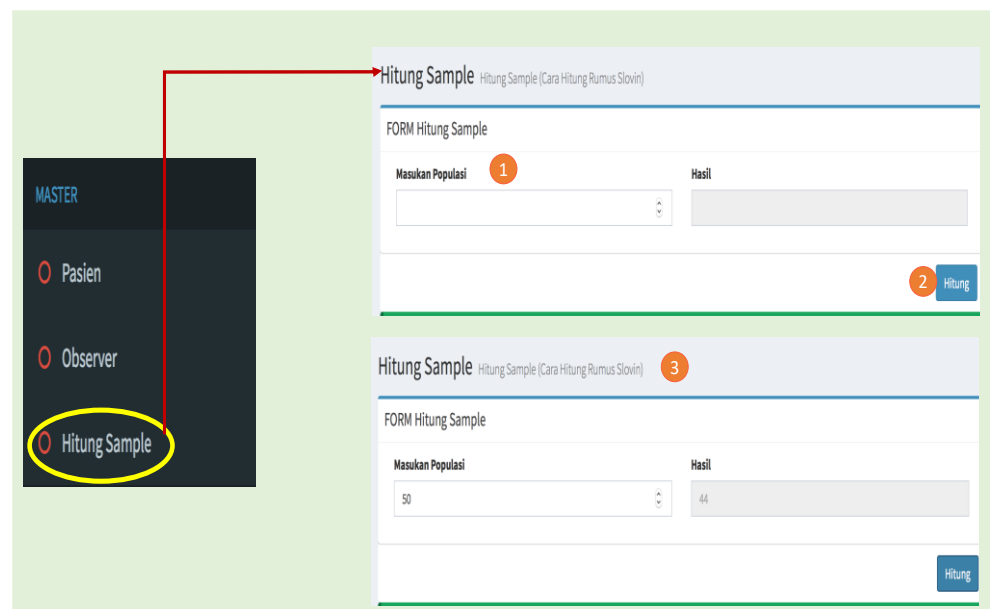 MASTER
Pasien
Observer
Hitung Sample
Hitung Sample Hitung Sample (Cara Hitung Rumus Slovin)
FORM Hitung Sample
Masukan Populasi 1 Hasil
2 Hitung
Hitung Sample Hitung Sample (Cara Hitung Rumus Slovin) 3
FORM Hitung Sample
Masukan Populasi Hasil
50 44
Hitung